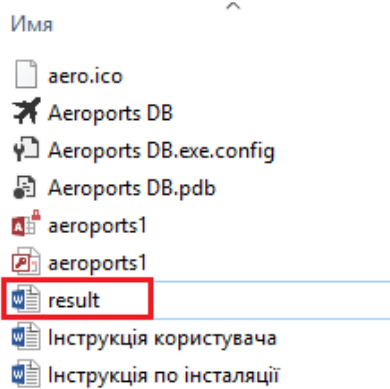 Имя
aero.ico
Aeroports DB
Aeroports DB.exe.config
Aeroports DB.pdb
aeroports1
aeroports1
result
Інструкція користувача
Інструкція по інсталяції